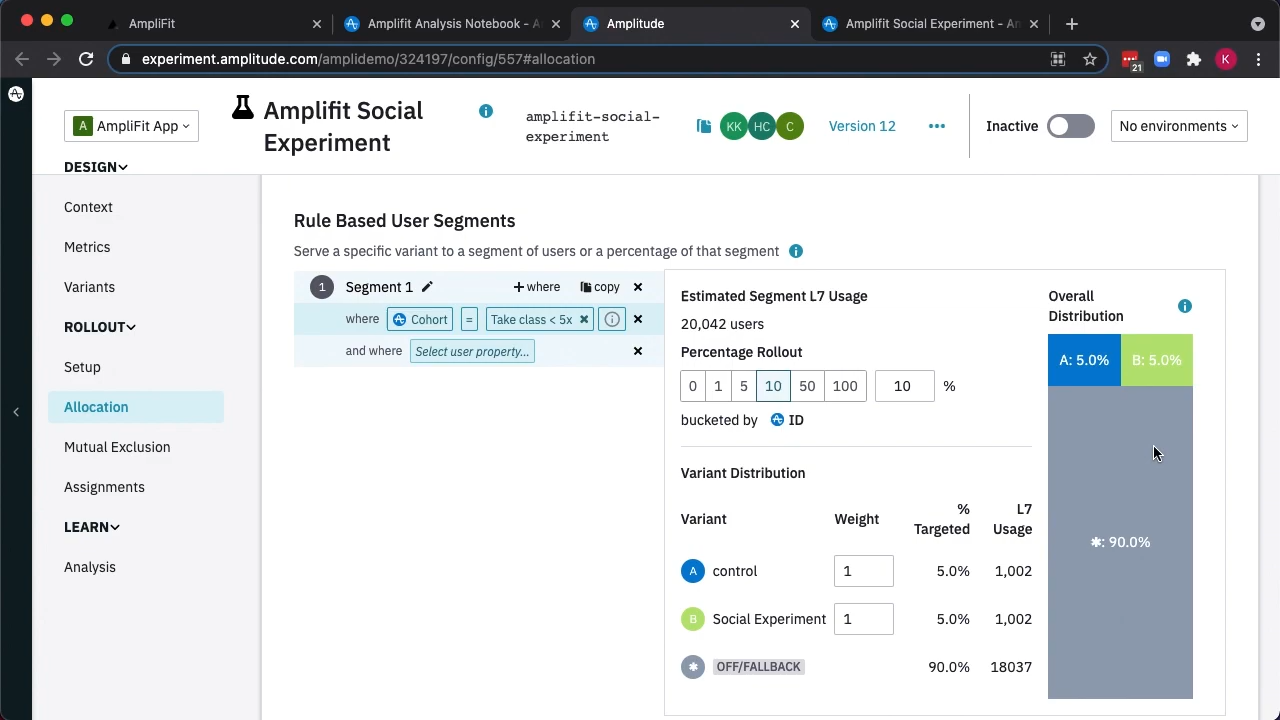 AmpliFit
Amplifit Analysis Notebook - A
Amplitude
Amplifit Social Experiment - An
experiment.amplitude.com/amplidemo/324197/config/557#allocation
21
K
A AmpliFit App
Amplifit Social
Experiment
amplifit-social-
experiment
KK HC C
Version 12
Inactive
No environments
DESIGN
Context
Metrics
Variants
ROLLOUT
Setup
Allocation
Mutual Exclusion
Assignments
LEARN
Analysis
Rule Based User Segments
Serve a specific variant to a segment of users or a percentage of that segment
1 Segment 1 + where copy
where Cohort = Take class < 5x
and where Select user property...
Estimated Segment L7 Usage
20,042 users
Percentage Rollout
0 1 5 10 50 100 10 %
bucketed by ID
Variant Distribution
Variant Weight % Targeted L7 Usage
A control 1 5.0% 1,002
B Social Experiment 1 5.0% 1,002
✱ OFF/FALLBACK 90.0% 18037
Overall
Distribution
A: 5.0% B: 5.0%
✱: 90.0%